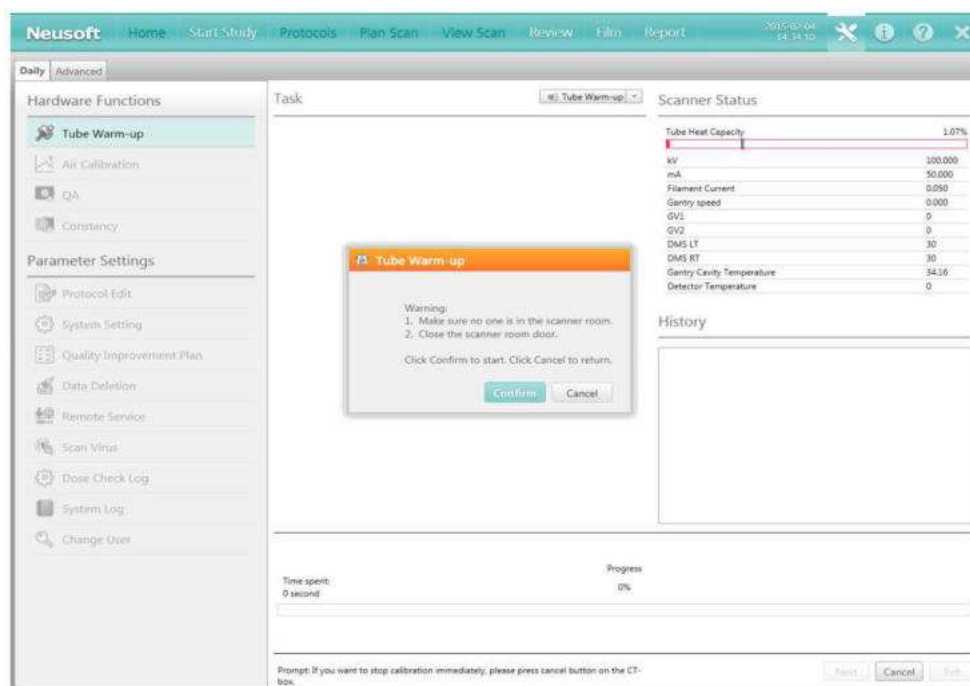 Neusoft Home Start Study Protocols Plan Scan View Scan Review Film Report 2015-02-04
14:34:10
Daily Advanced
Hardware Functions
Tube Warm-up
Air Calibration
QA
Constancy
Parameter Settings
Protocol Edit
System Setting
Quality Improvement Plan
Data Deletion
Remote Service
Scan Virus
Dose Check Log
System Log
Change User
Task
Tube Warm-up
Tube Warm-up
Warning:
1. Make sure no one is in the scanner room.
2. Close the scanner room door.
Click Confirm to start. Click Cancel to return.
Confirm Cancel
Scanner Status
Tube Heat Capacity 1.07%
kV 100.000
mA 50.000
Filament Current 0.050
Gantry speed 0.000
GV1 0
GV2 0
DMS LT 30
DMS RT 30
Gantry Cavity Temperature 34.16
Detector Temperature 0
History
Progress
Time spent:
0 second
0%
Prompt: If you want to stop calibration immediately, please press cancel button on the CT-
box.
Next Cancel Exit